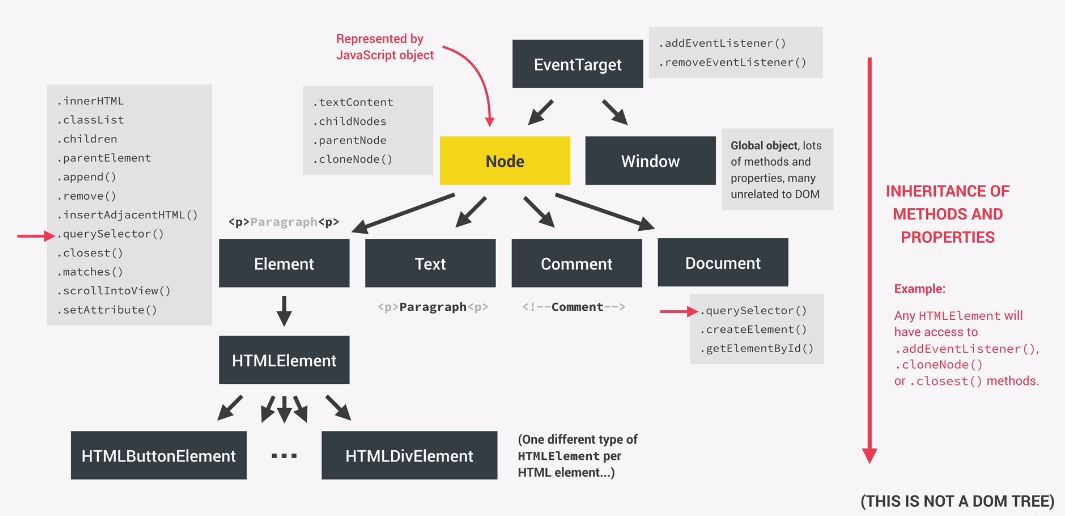 Represented by
JavaScript object
EventTarget
.addEventListener()
.removeEventListener()
.innerHTML
.classList
.children
.parentElement
.append()
.remove()
.insertAdjacentHTML()
.querySelector()
.closest()
.matches()
.scrollIntoView()
.setAttribute()
.textContent
.childNodes
.parentNode
.cloneNode()
Node
Window
Global object, lots
of methods and
properties, many
unrelated to DOM
<p>Paragraph<p>
Element
Text
Comment
Document
<p>Paragraph<p>
<!--Comment-->
.querySelector()
.createElement()
.getElementById()
HTMLElement
HTMLButtonElement
...
HTMLDivElement
(One different type of
HTMLElement per
HTML element...)
INHERITANCE OF
METHODS AND
PROPERTIES
Example:
Any HTMLElement will
have access to
.addEventListener(),
.cloneNode()
or .closest() methods.
(THIS IS NOT A DOM TREE)